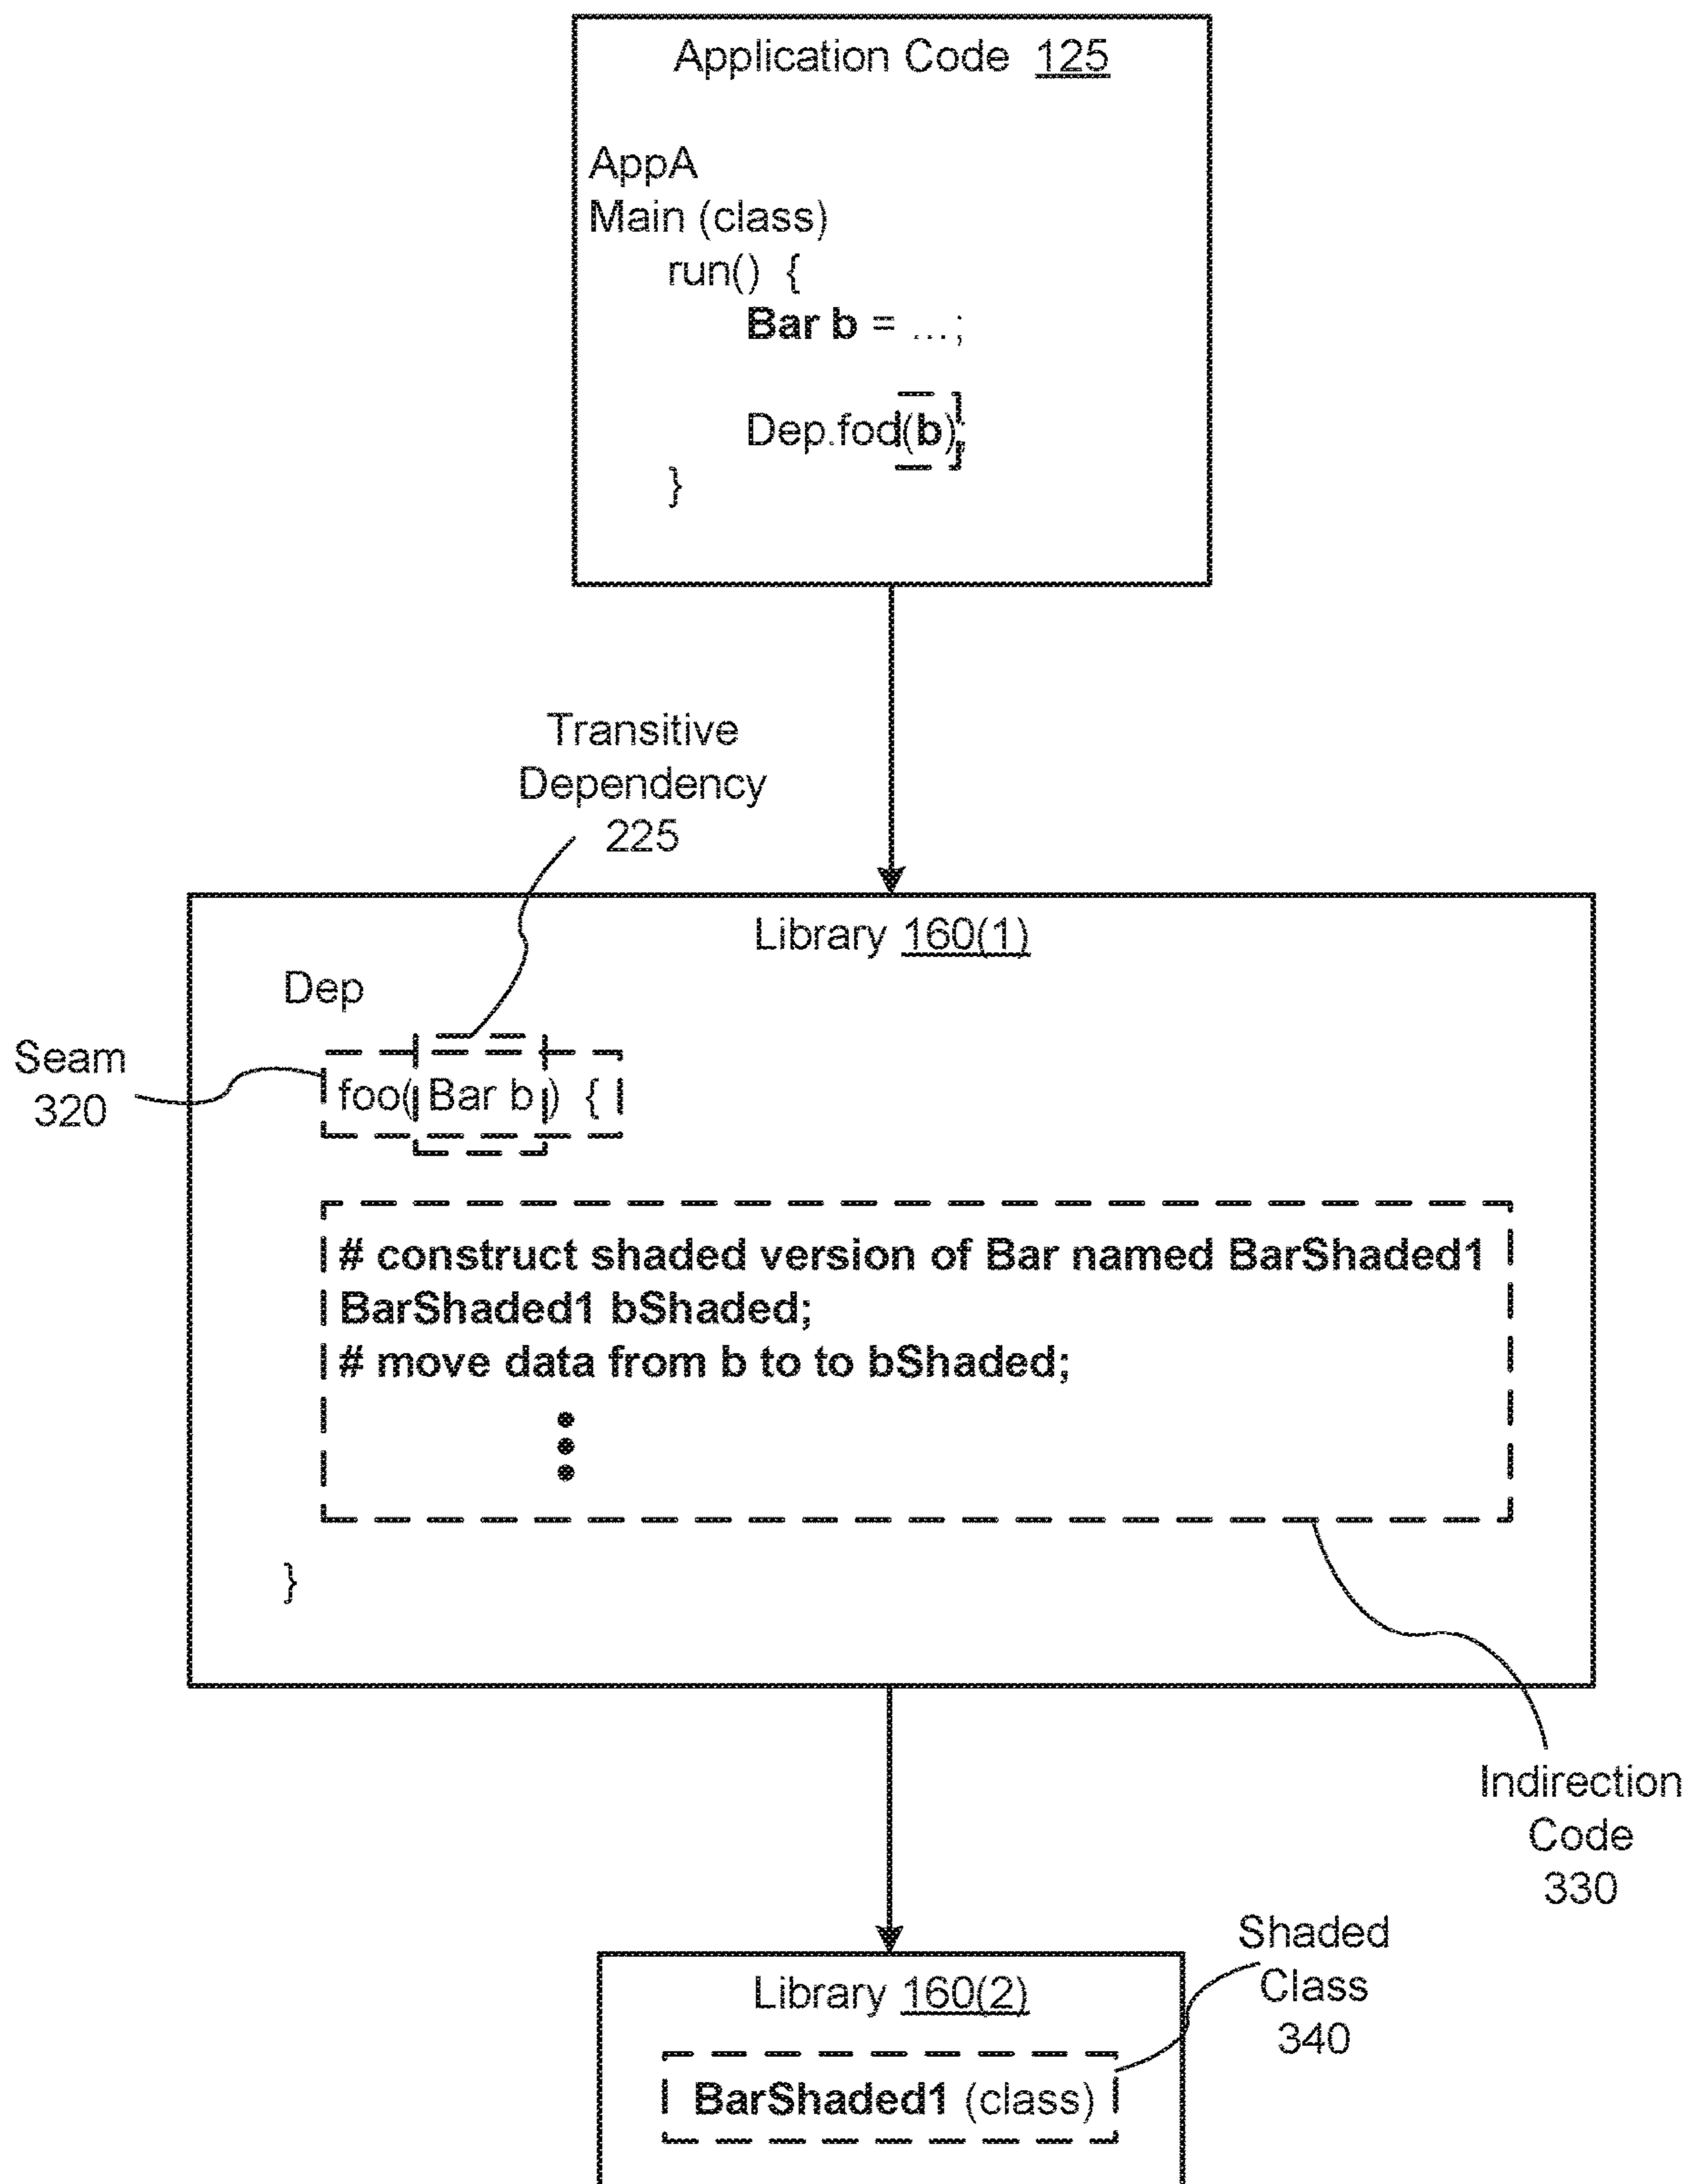 Application Code 125
AppA
Main (class)
run() {
Bar b = ...;
Dep.foo(b);
}
Transitive
Dependency
225
Library 160(1)
Dep
Seam
320
foo( Bar b ) {
# construct shaded version of Bar named BarShaded1
BarShaded1 bShaded;
# move data from b to to bShaded;
}
Indirection
Code
330
Shaded
Class
340
Library 160(2)
BarShaded1 (class)